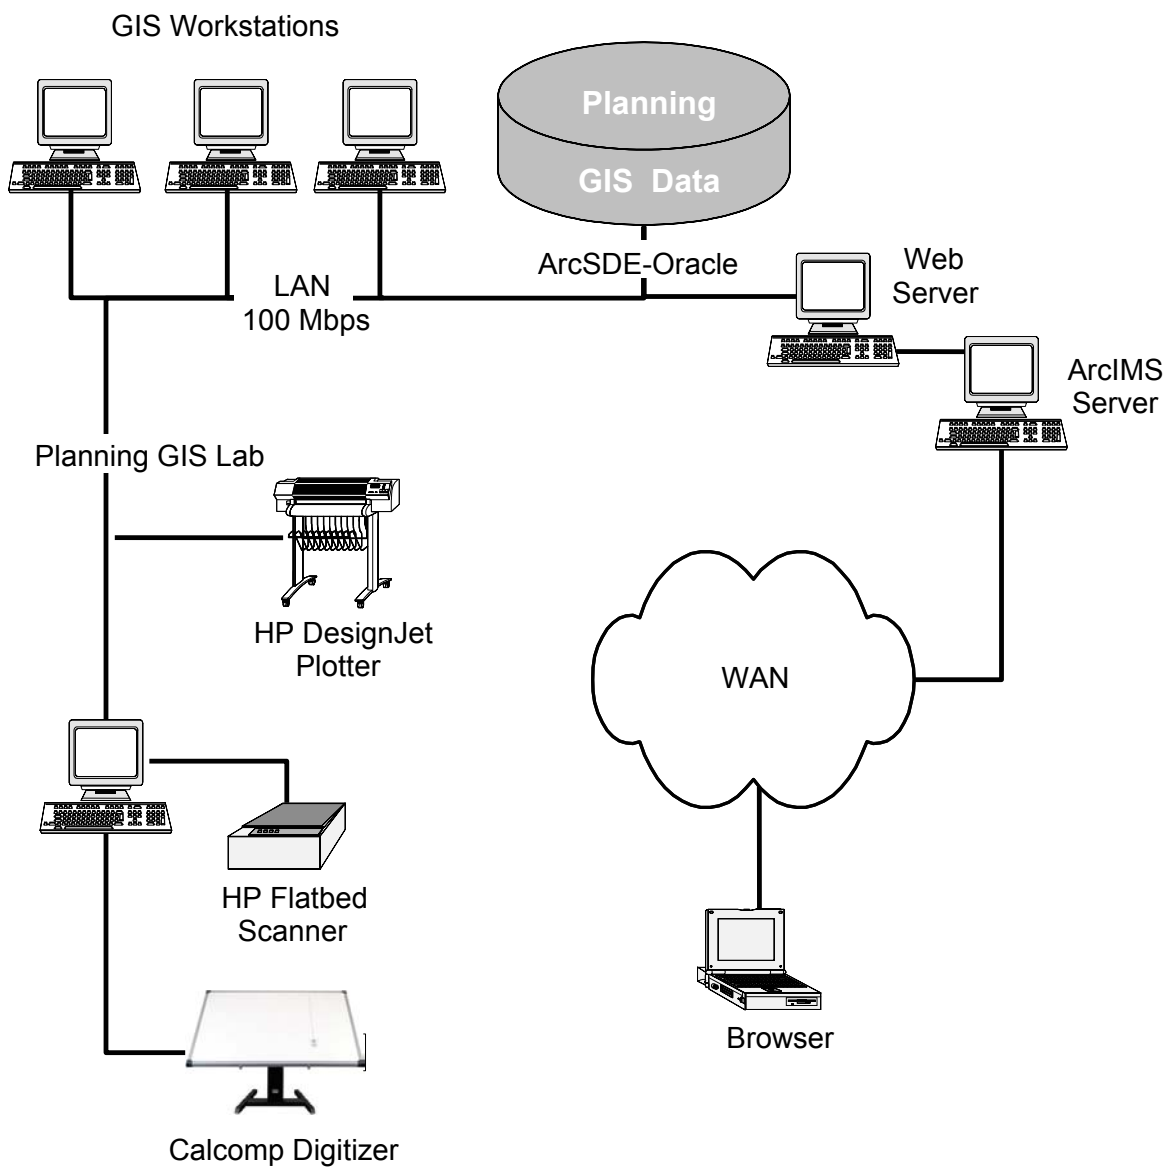 GIS Workstations
Planning
GIS Data
ArcSDE-Oracle
Web
Server
LAN
100 Mbps
ArcIMS
Server
Planning GIS Lab
HP DesignJet
Plotter
WAN
HP Flatbed
Scanner
Browser
Calcomp Digitizer